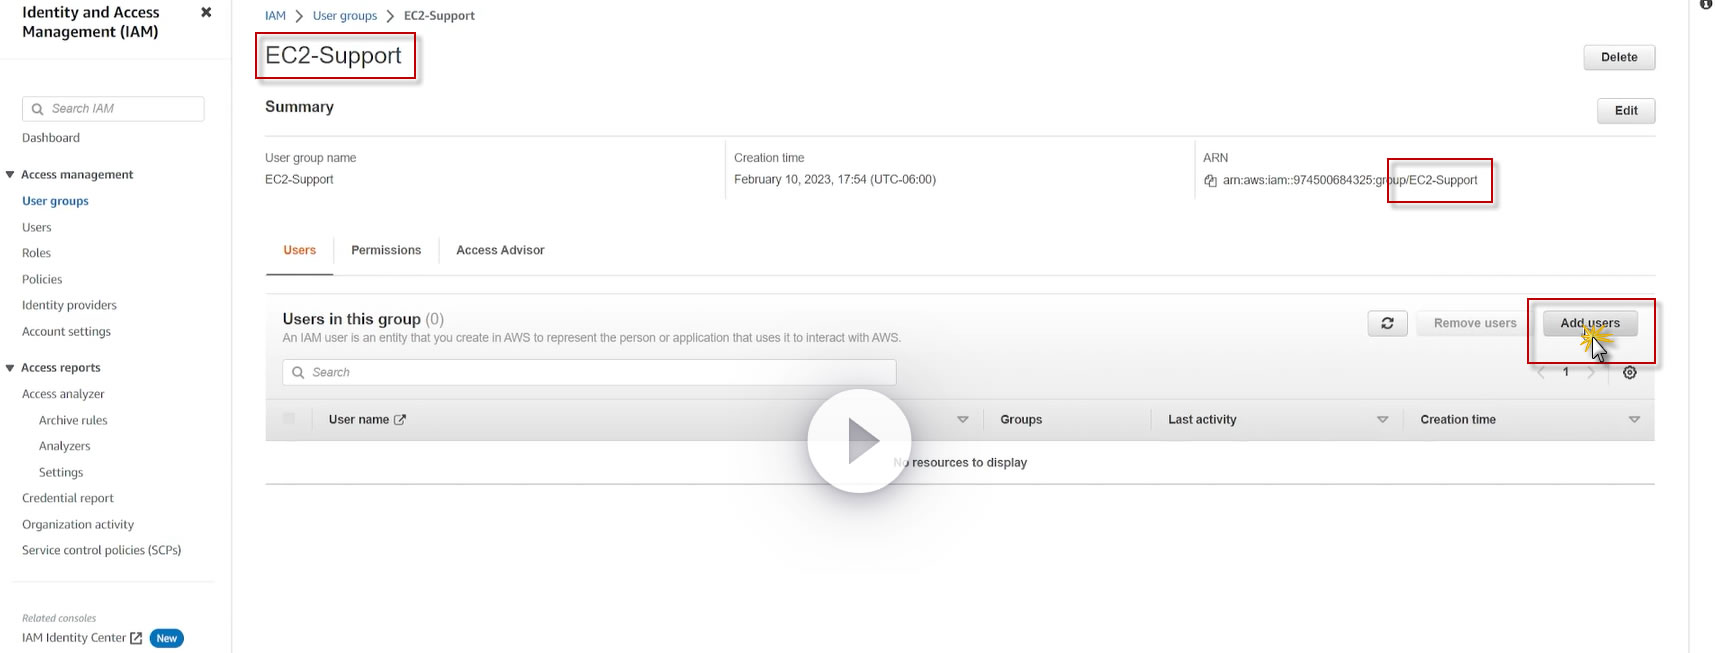 Identity and Access
Management (IAM)
Search IAM
Dashboard
Access management
User groups
Users
Roles
Policies
Identity providers
Account settings
Access reports
Access analyzer
Archive rules
Analyzers
Settings
Credential report
Organization activity
Service control policies (SCPs)
Related consoles
IAM Identity Center New
IAM User groups EC2-Support
EC2-Support
Delete
Summary
Edit
User group name
EC2-Support
Creation time
February 10, 2023, 17:54 (UTC-06:00)
ARN
arn:aws:iam::974500684325:group/EC2-Support
Users Permissions Access Advisor
Users in this group (0)
An IAM user is an entity that you create in AWS to represent the person or application that uses it to interact with AWS.
Remove users Add users
Search
1
User name Groups Last activity Creation time
No resources to display